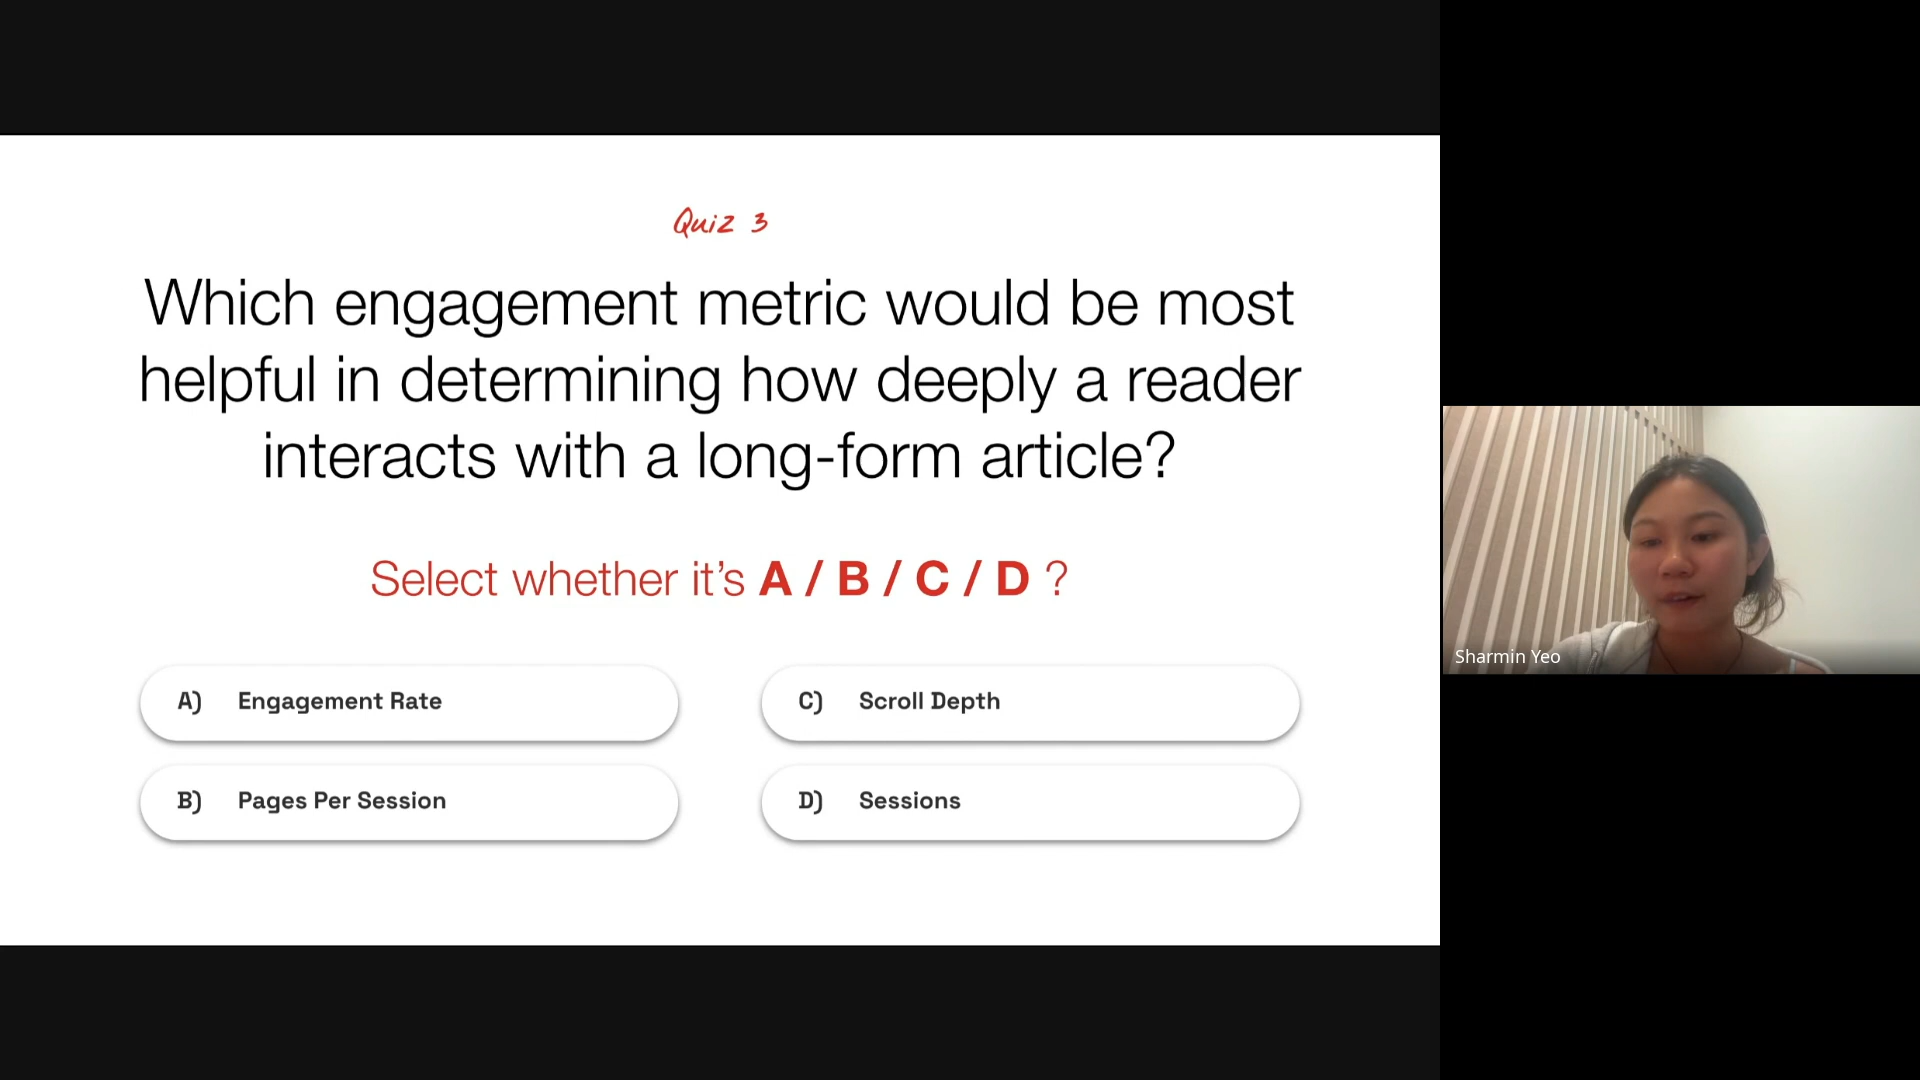 Quiz 3
Which engagement metric would be most
helpful in determining how deeply a reader
interacts with a long-form article?
Select whether it’s A / B / C / D ?
A) Engagement Rate
B) Pages Per Session
C) Scroll Depth
D) Sessions
Sharmin Yeo